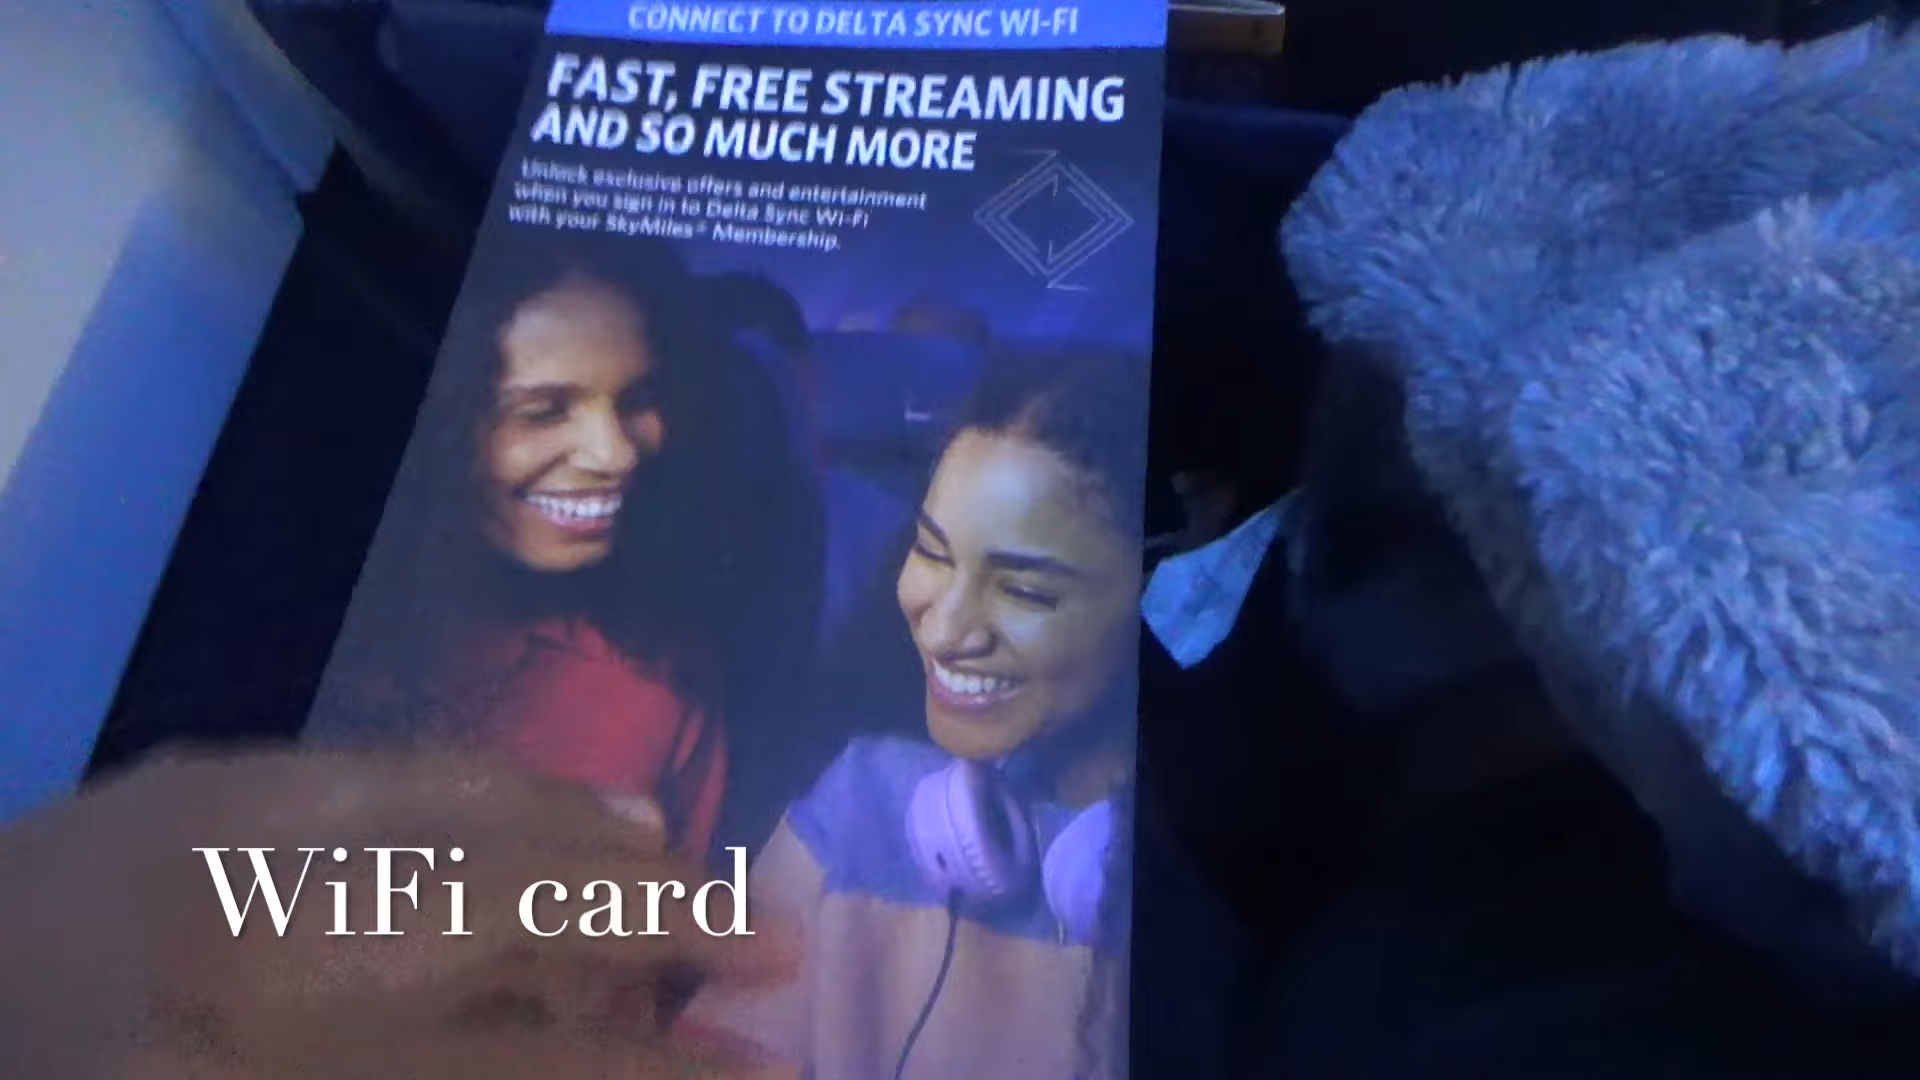 CONNECT TO DELTA SYNC WI-FI
FAST, FREE STREAMING
AND SO MUCH MORE
Unlock exclusive offers and entertainment
when you sign in to Delta Sync Wi-Fi
with your SkyMiles® Membership.
WiFi card